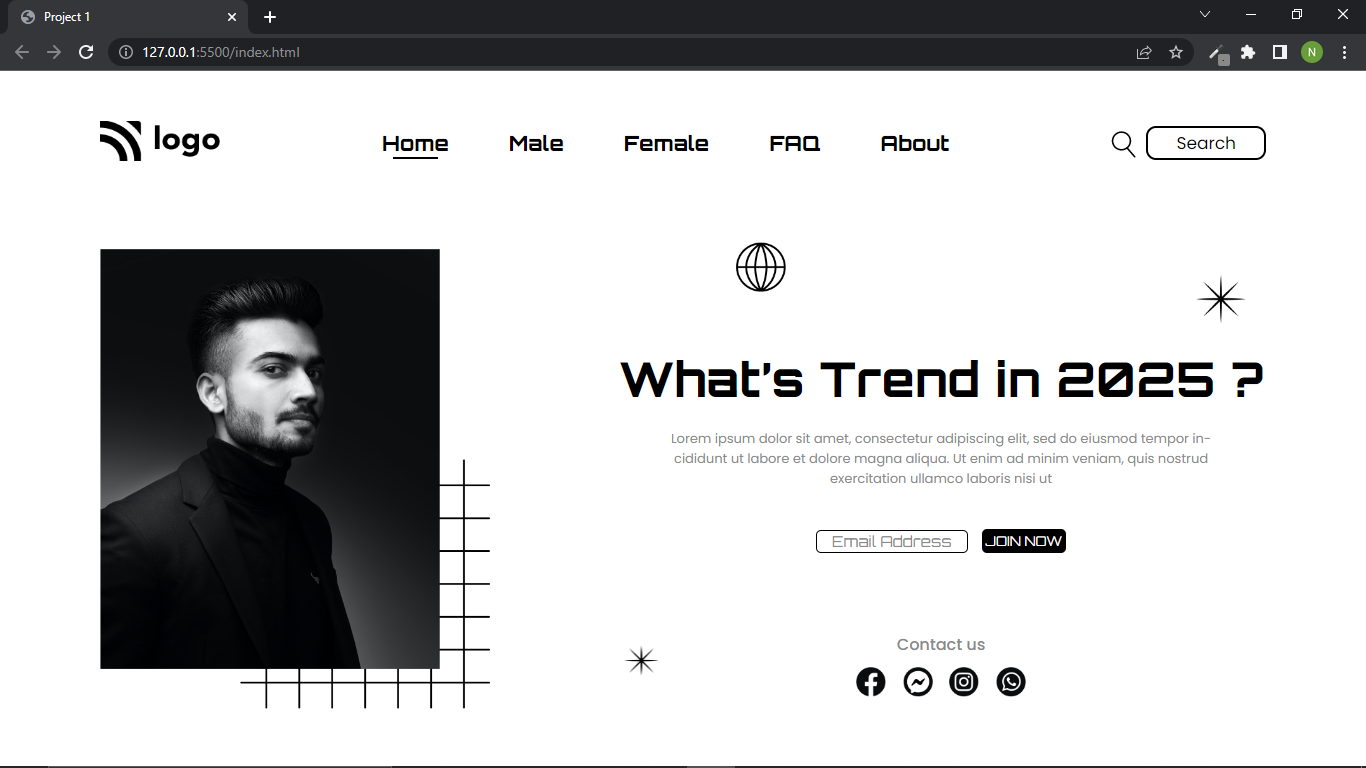 Project 1
127.0.0.1:5500/index.html
N
logo
Home Male Female FAQ About
Search
What's Trend in 2025 ?
Lorem ipsum dolor sit amet, consectetur adipiscing elit, sed do eiusmod tempor in-
cididunt ut labore et dolore magna aliqua. Ut enim ad minim veniam, quis nostrud
exercitation ullamco laboris nisi ut
Email Address JOIN NOW
Contact us